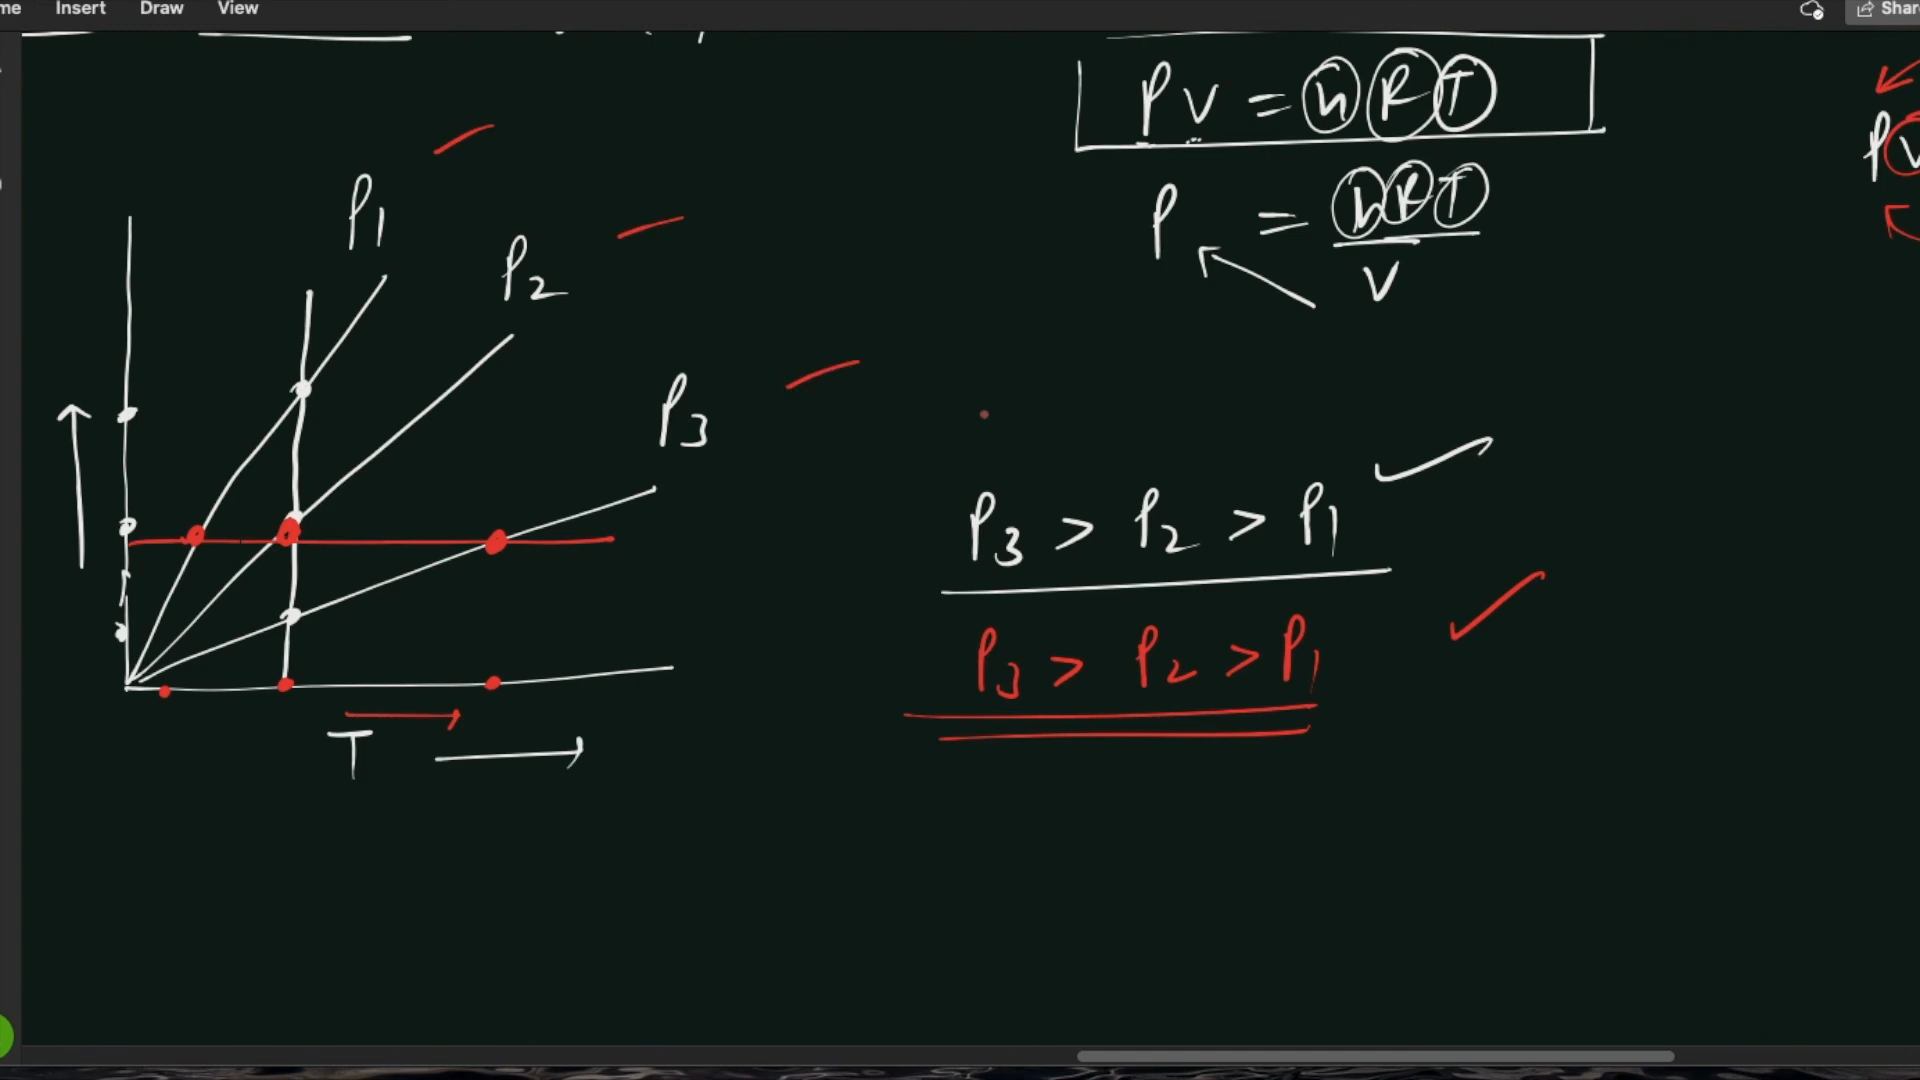 Insert Draw View
PV = nRT
P = nRT
V
P1
P2
P3
P3 > P2 > P1
P3 > P2 > P1
T